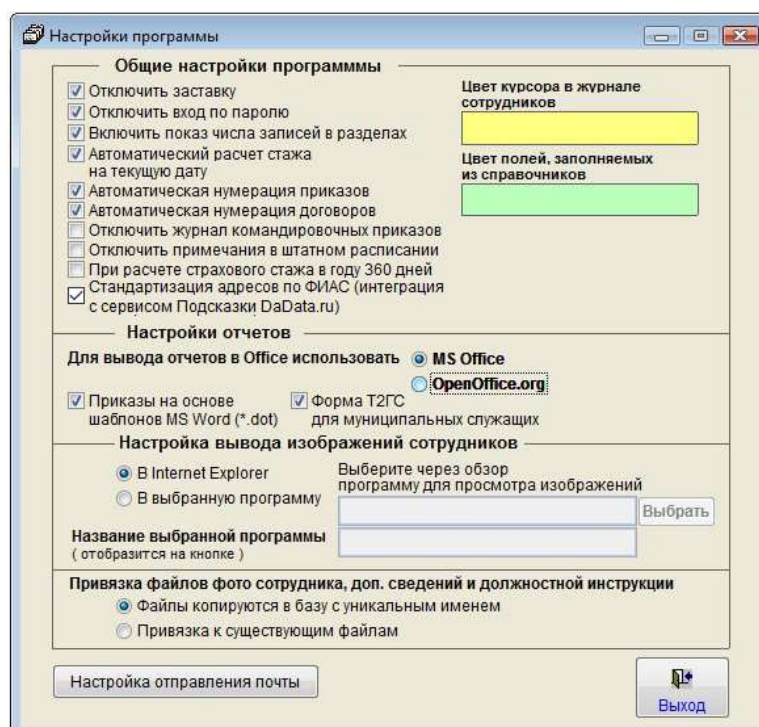 Настройки программы
Общие настройки программмы
Отключить заставку
Отключить вход по паролю
Включить показ числа записей в разделах
Автоматический расчет стажа
на текущую дату
Автоматическая нумерация приказов
Автоматическая нумерация договоров
Отключить журнал командировочных приказов
Отключить примечания в штатном расписании
При расчете страхового стажа в году 360 дней
Стандартизация адресов по ФИАС (интеграция
с сервисом Подсказки DaData.ru)
Цвет курсора в журнале
сотрудников
Цвет полей, заполняемых
из справочников
Настройки отчетов
Для вывода отчетов в Office использовать
MS Office
OpenOffice.org
Приказы на основе
шаблонов MS Word (*.dot)
Форма Т2ГС
для муниципальных служащих
Настройка вывода изображений сотрудников
В Internet Explorer
В выбранную программу
Выберите через обзор
программу для просмотра изображений
Выбрать
Название выбранной программы
( отобразится на кнопке )
Привязка файлов фото сотрудника, доп. сведений и должностной инструкции
Файлы копируются в базу с уникальным именем
Привязка к существующим файлам
Настройка отправления почты
Выход